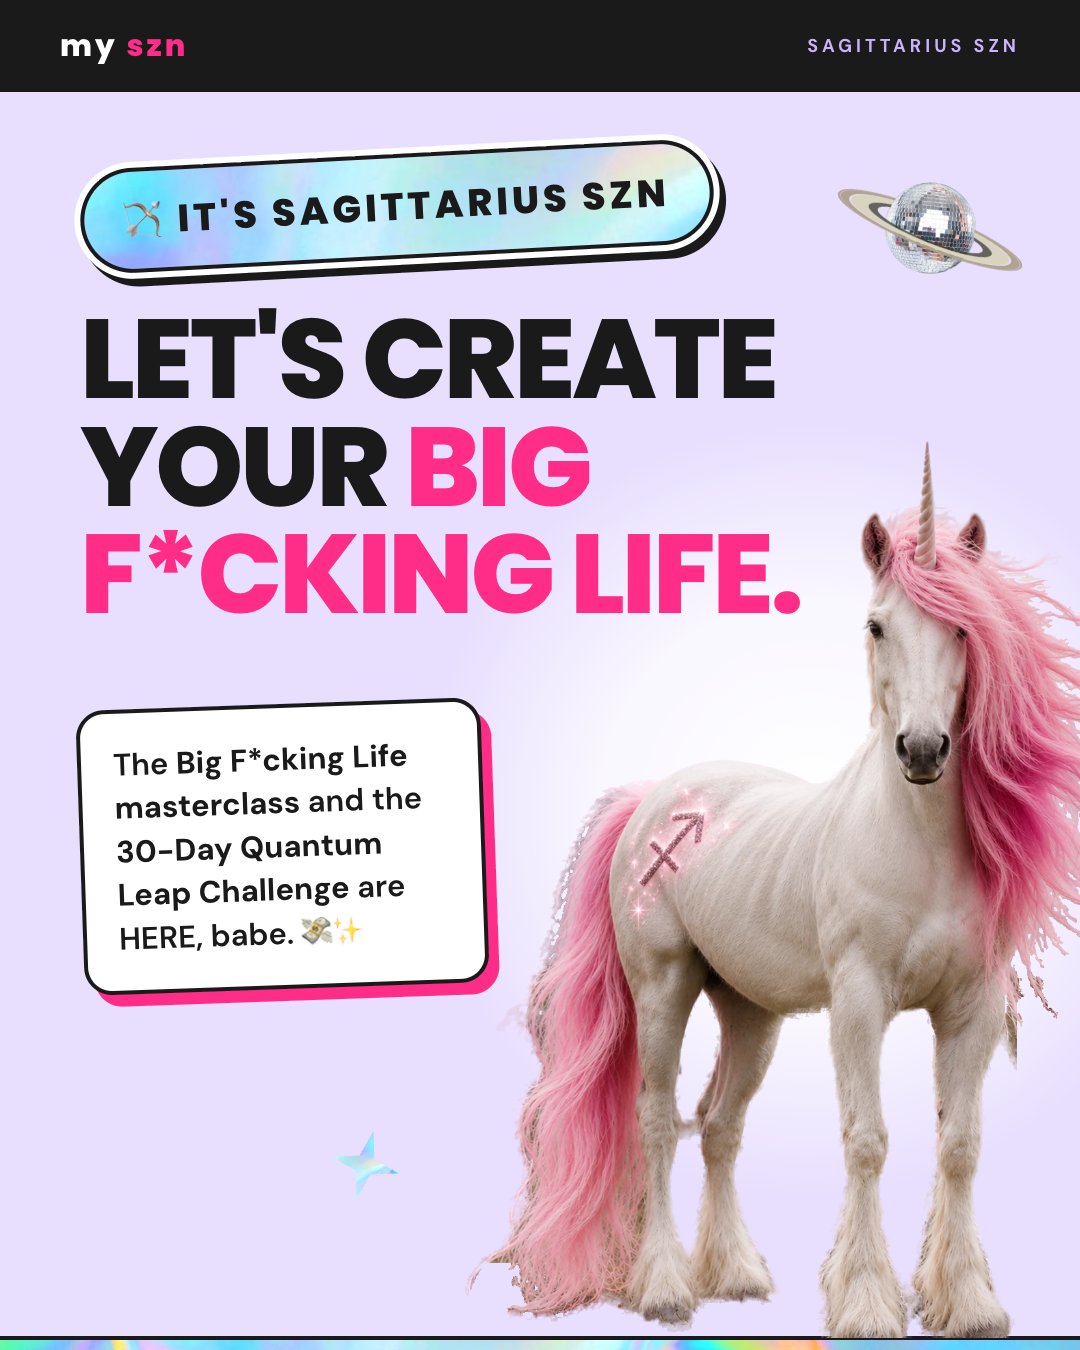 my szn
SAGITTARIUS SZN
🏹 IT'S SAGITTARIUS SZN
LET'S CREATE
YOUR BIG
F*CKING LIFE.
The Big F*cking Life
masterclass and the
30-Day Quantum
Leap Challenge are
HERE, babe. 💸✨
♐